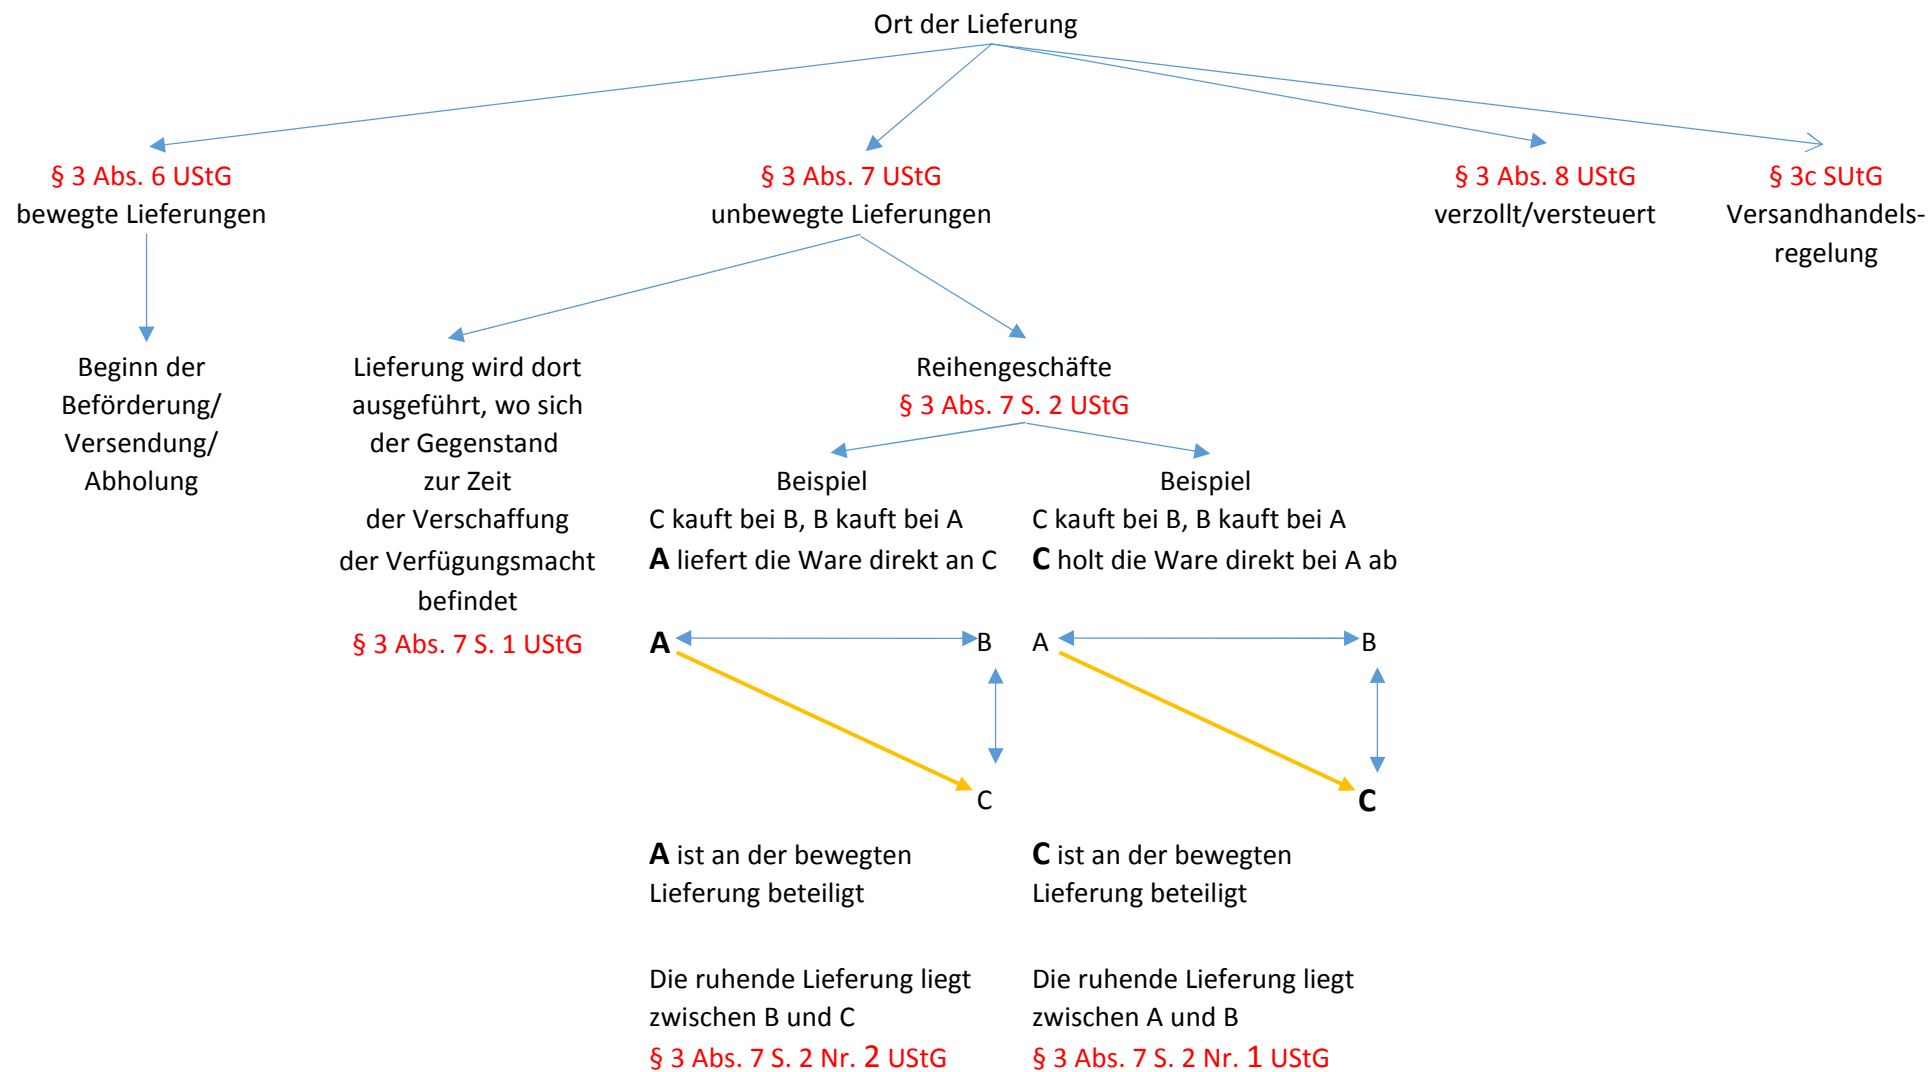 Ort der Lieferung
§ 3 Abs. 6 UStG
bewegte Lieferungen
§ 3 Abs. 7 UStG
unbewegte Lieferungen
§ 3 Abs. 8 UStG
verzollt/versteuert
§ 3c SUtG
Versandhandels-
regelung
Beginn der
Beförderung/
Versendung/
Abholung
Lieferung wird dort
ausgeführt, wo sich
der Gegenstand
zur Zeit
der Verschaffung
der Verfügungsmacht
befindet
§ 3 Abs. 7 S. 1 UStG
Reihengeschäfte
§ 3 Abs. 7 S. 2 UStG
Beispiel
C kauft bei B, B kauft bei A
A liefert die Ware direkt an C
A
B
C
A ist an der bewegten
Lieferung beteiligt
Die ruhende Lieferung liegt
zwischen B und C
§ 3 Abs. 7 S. 2 Nr. 2 UStG
Beispiel
C kauft bei B, B kauft bei A
C holt die Ware direkt bei A ab
A
B
C
C ist an der bewegten
Lieferung beteiligt
Die ruhende Lieferung liegt
zwischen A und B
§ 3 Abs. 7 S. 2 Nr. 1 UStG